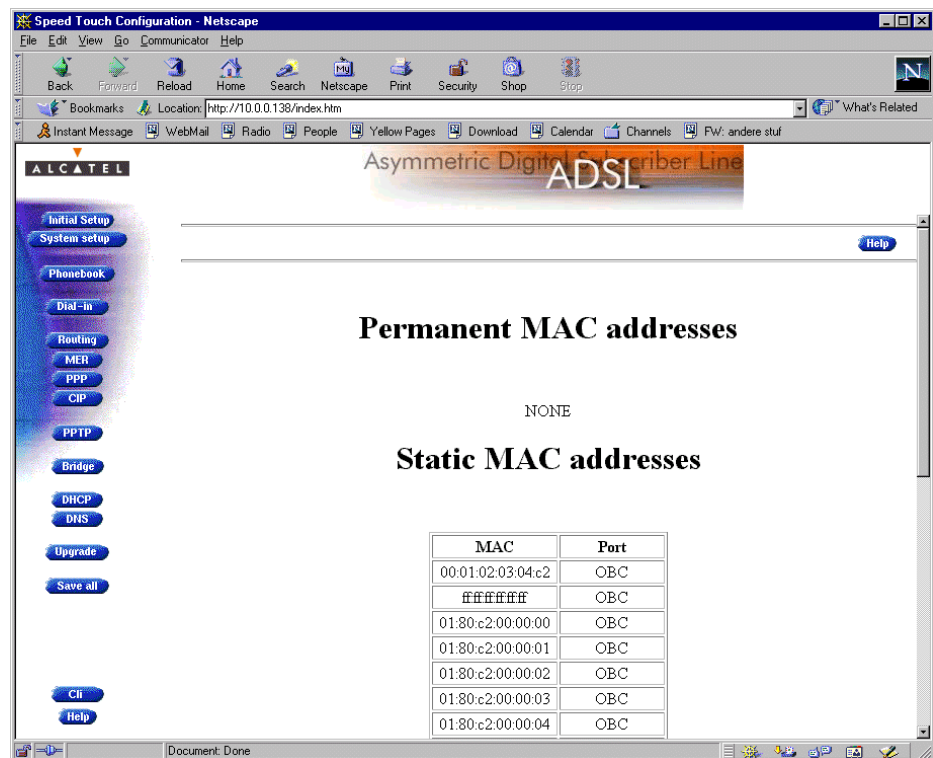 Speed Touch Configuration - Netscape
File Edit View Go Communicator Help
Back Forward Reload Home Search Netscape Print Security Shop Stop
Bookmarks Location: http://10.0.0.138/index.htm What's Related
Instant Message WebMail Radio People Yellow Pages Download Calendar Channels FW: andere stuf
ALCATEL
Asymmetric Digital Subscriber Line
ADSL
Initial Setup
System setup
Help
Phonebook
Dial-in
Routing
MER
PPP
CIP
PPTP
Bridge
DHCP
DNS
Upgrade
Save all
Cli
Help
Permanent MAC addresses
NONE
Static MAC addresses
MAC Port
00:01:02:03:04:c2 OBC
ff:ff:ff:ff:ff:ff OBC
01:80:c2:00:00:00 OBC
01:80:c2:00:00:01 OBC
01:80:c2:00:00:02 OBC
01:80:c2:00:00:03 OBC
01:80:c2:00:00:04 OBC
Document: Done